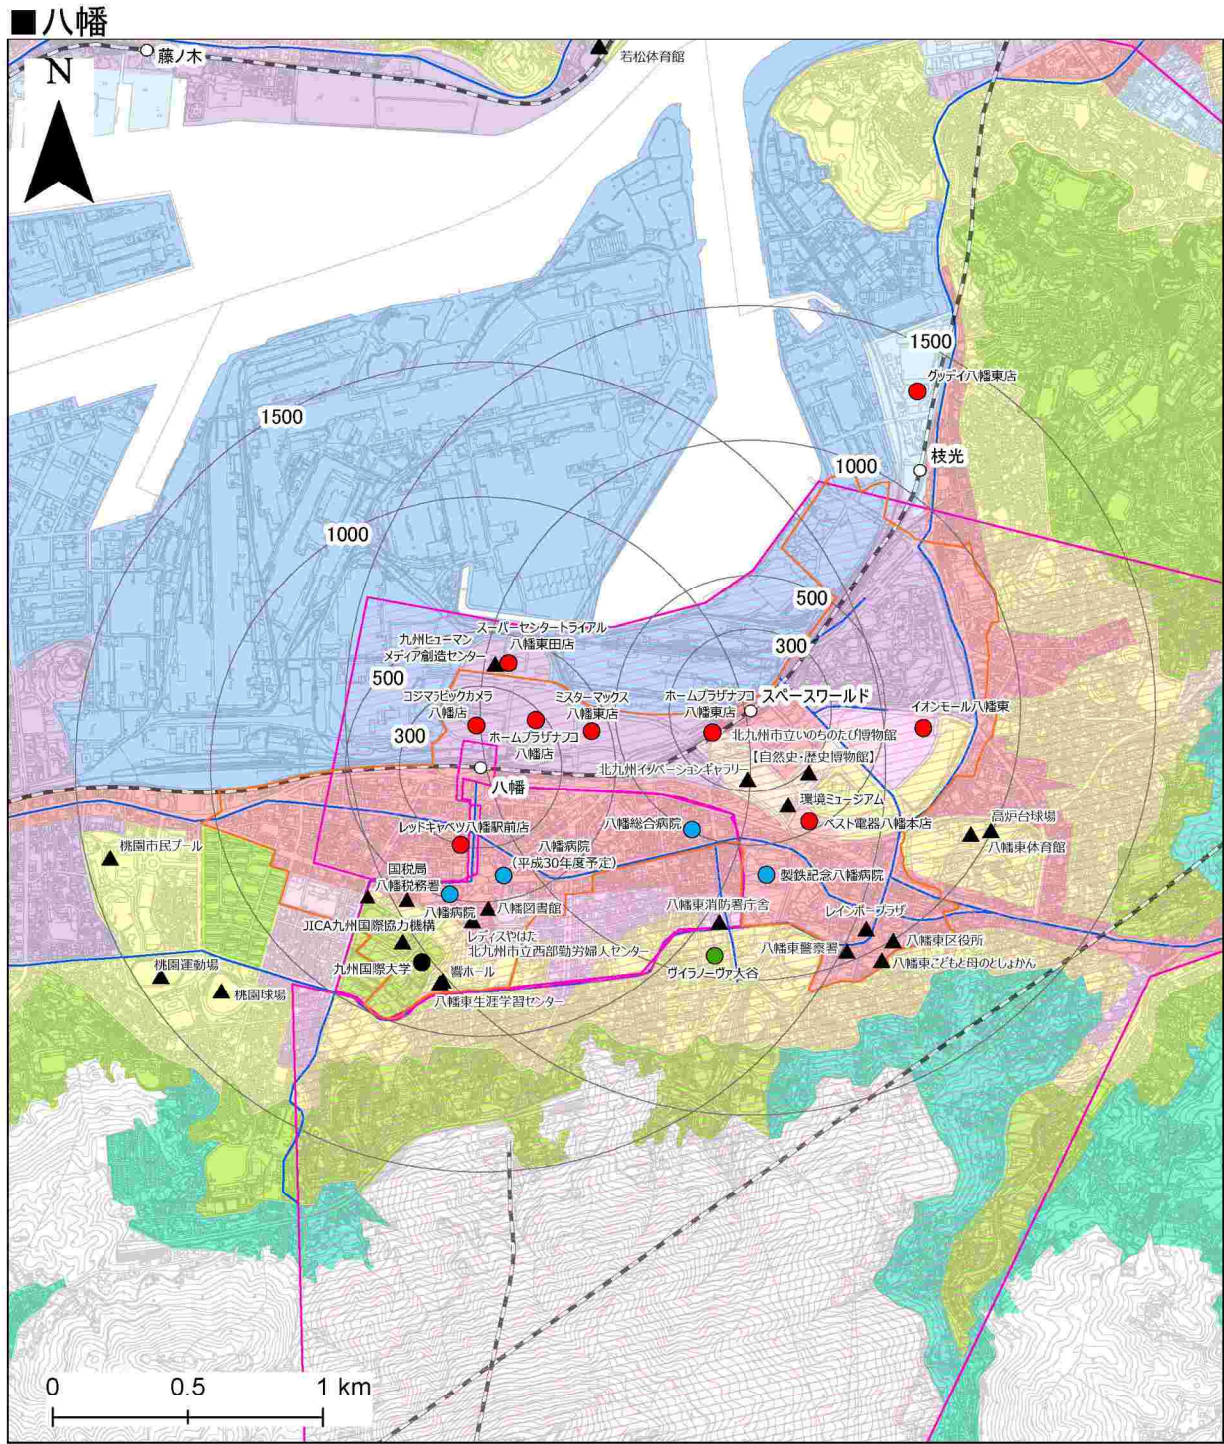 ■八幡
藤ノ木
若松体育館
N
1500
グッデイ八幡東店
1500
枝光
1000
1000
500
スーパーセンタートライアル
八幡東田店
九州ヒューマン
メディア創造センター
300
500
コジマ×ビックカメラ
八幡店
ミスターマックス
八幡東店
ホームプラザナフコ
八幡東店
スペースワールド
イオンモール八幡東
300
ホームプラザナフコ
八幡店
北九州市立いのちのたび博物館
【自然史・歴史博物館】
北九州イノベーションギャラリー
八幡
環境ミュージアム
高炉台球場
レッドキャベツ八幡駅前店
八幡総合病院
ベスト電器八幡本店
桃園市民プール
八幡病院
(平成30年度予定)
八幡東体育館
国税局
八幡税務署
製鉄記念八幡病院
八幡病院
八幡図書館
八幡東消防署庁舎
レインボープラザ
JICA九州国際協力機構
レディスやはた
北九州市立西部勤労婦人センター
八幡東警察署
八幡東区役所
桃園運動場
九州国際大学
響ホール
ヴィラノーヴァ大谷
八幡東こどもと母のとしょかん
桃園球場
八幡東生涯学習センター
0 0.5 1 km